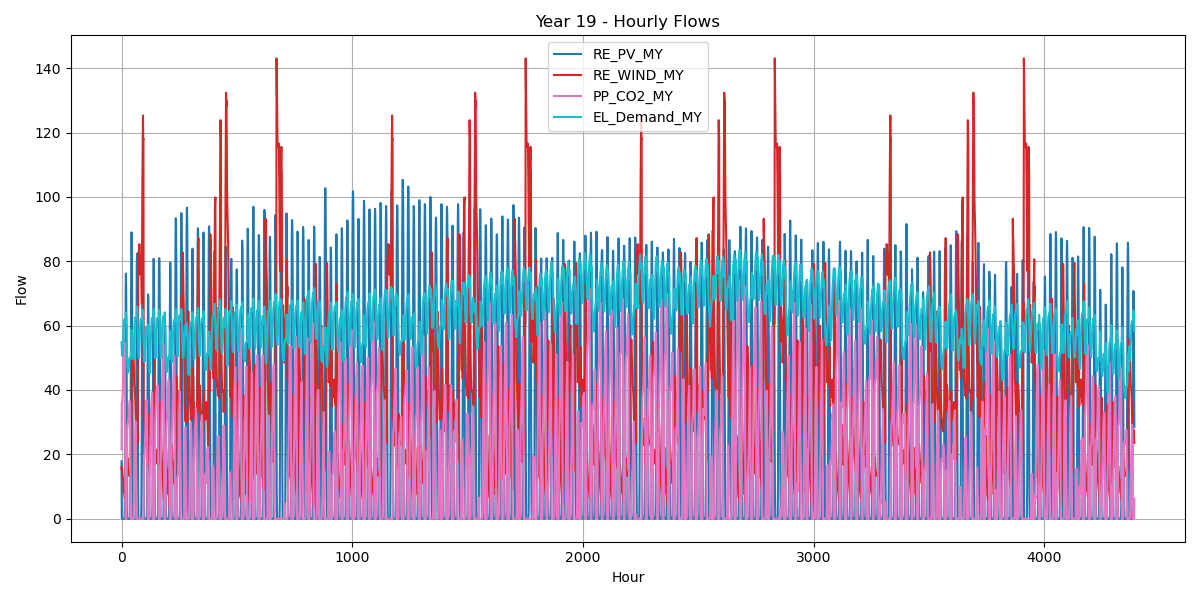 Year 19 - Hourly Flows
RE_PV_MY
RE_WIND_MY
PP_CO2_MY
EL_Demand_MY
Flow
140
120
100
80
60
40
20
0
0 1000 2000 3000 4000
Hour